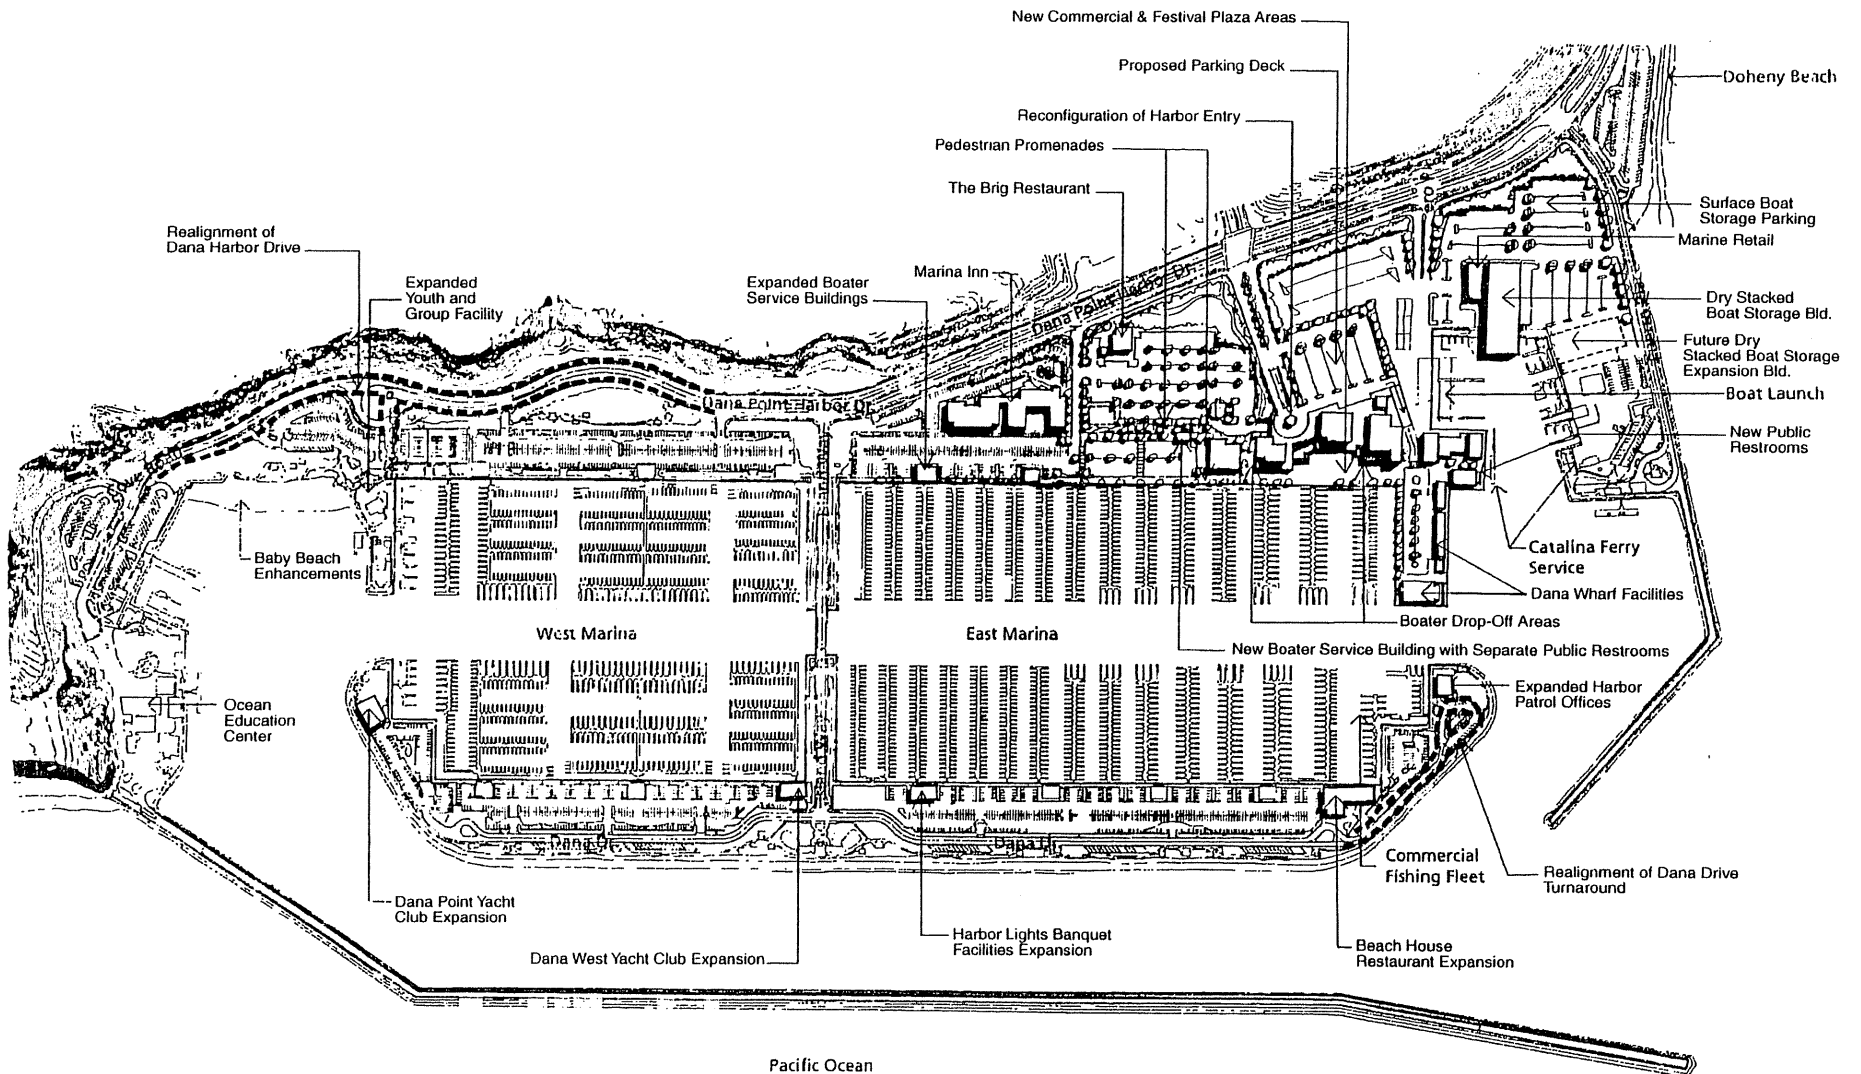 New Commercial & Festival Plaza Areas
Proposed Parking Deck
Doheny Beach
Reconfiguration of Harbor Entry
Pedestrian Promenades
The Brig Restaurant
Surface Boat
Storage Parking
Marine Retail
Realignment of
Dana Harbor Drive
Marina Inn
Expanded
Youth and
Group Facility
Expanded Boater
Service Buildings
Dana Point Harbor Dr.
Dry Stacked
Boat Storage Bld.
Future Dry
Stacked Boat Storage
Expansion Bld.
Boat Launch
Dana Point Harbor Dr.
New Public
Restrooms
Baby Beach
Enhancements
Catalina Ferry
Service
Dana Wharf Facilities
Boater Drop-Off Areas
West Marina
East Marina
New Boater Service Building with Separate Public Restrooms
Expanded Harbor
Patrol Offices
Ocean
Education
Center
Dana Dr.
Dana Dr.
Commercial
Fishing Fleet
Realignment of Dana Drive
Turnaround
Dana Point Yacht
Club Expansion
Harbor Lights Banquet
Facilities Expansion
Dana West Yacht Club Expansion
Beach House
Restaurant Expansion
Pacific Ocean